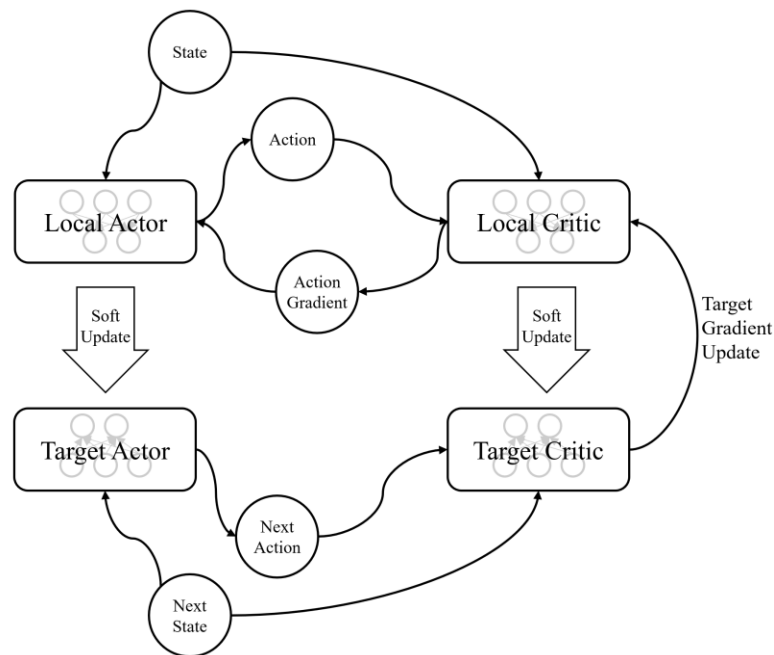 State
Action
Local Actor
Local Critic
Action
Gradient
Soft
Update
Soft
Update
Target
Gradient
Update
Target Actor
Target Critic
Next
Action
Next
State